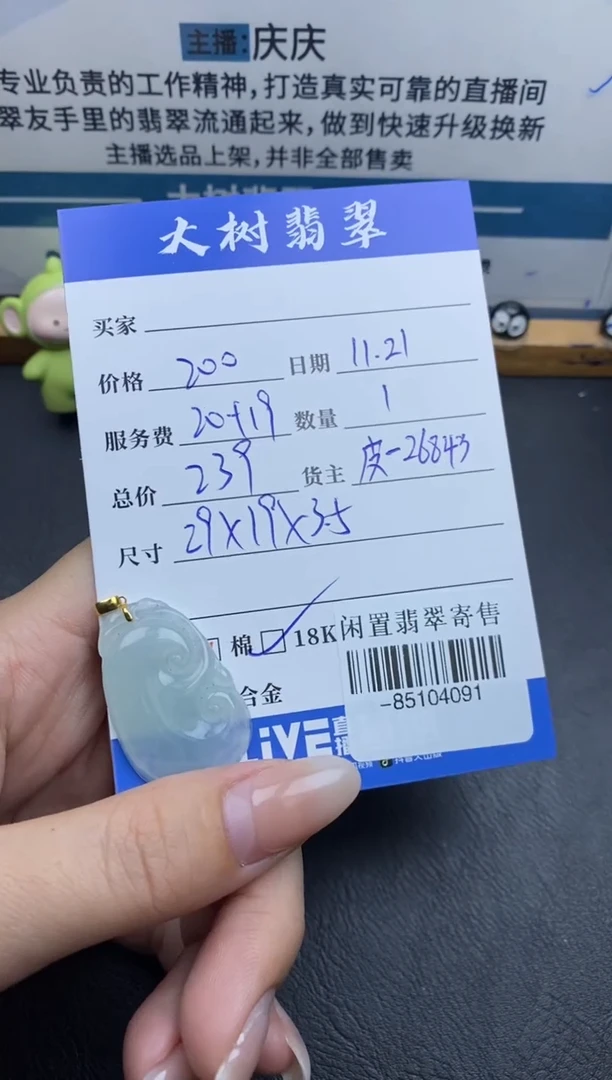 主播:庆庆
专业负责的工作精神,打造真实可靠的直播间
翠友手里的翡翠流通起来,做到快速升级换新
主播选品上架,并非全部售卖
大树翡翠
买家
价格 200 日期 11.21
服务费 20+19 数量 1
总价 239 货主 皮-26843
尺寸 29X19X3.5
棉 18K
闲置翡翠寄售
-85104091
合金
LiVE 直播